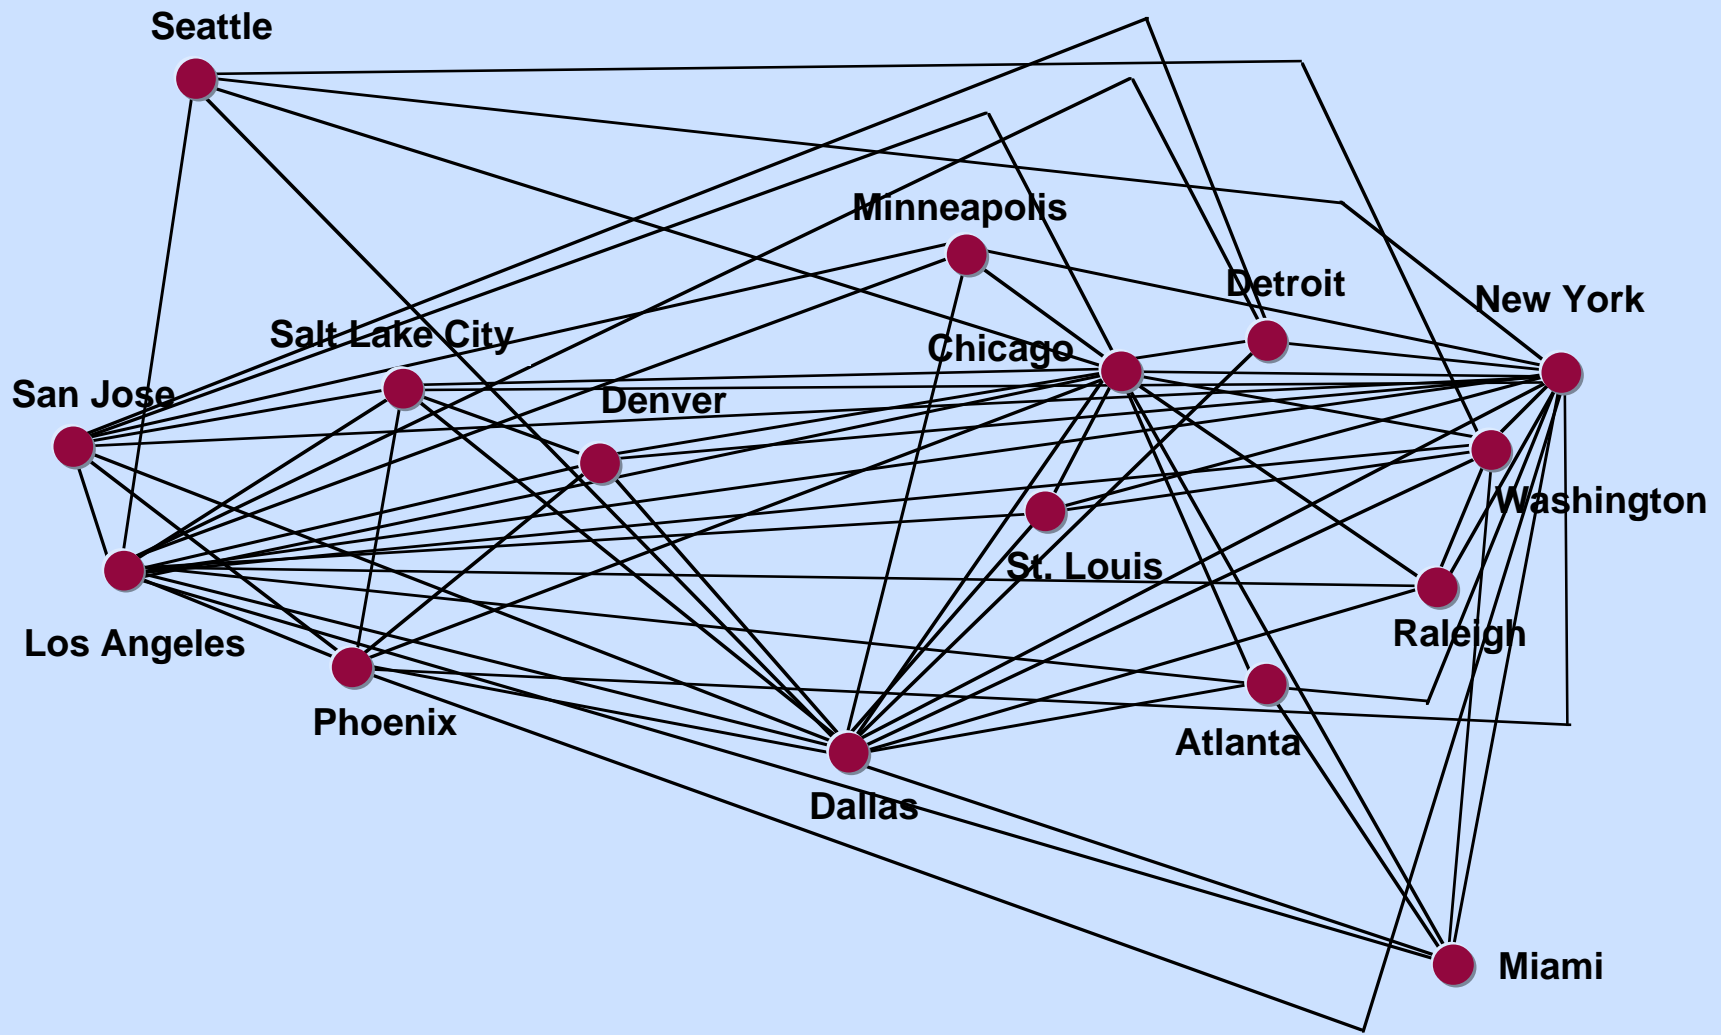 Seattle
Minneapolis
Detroit
New York
Salt Lake City
Chicago
San Jose
Denver
Washington
St. Louis
Los Angeles
Raleigh
Phoenix
Atlanta
Dallas
Miami